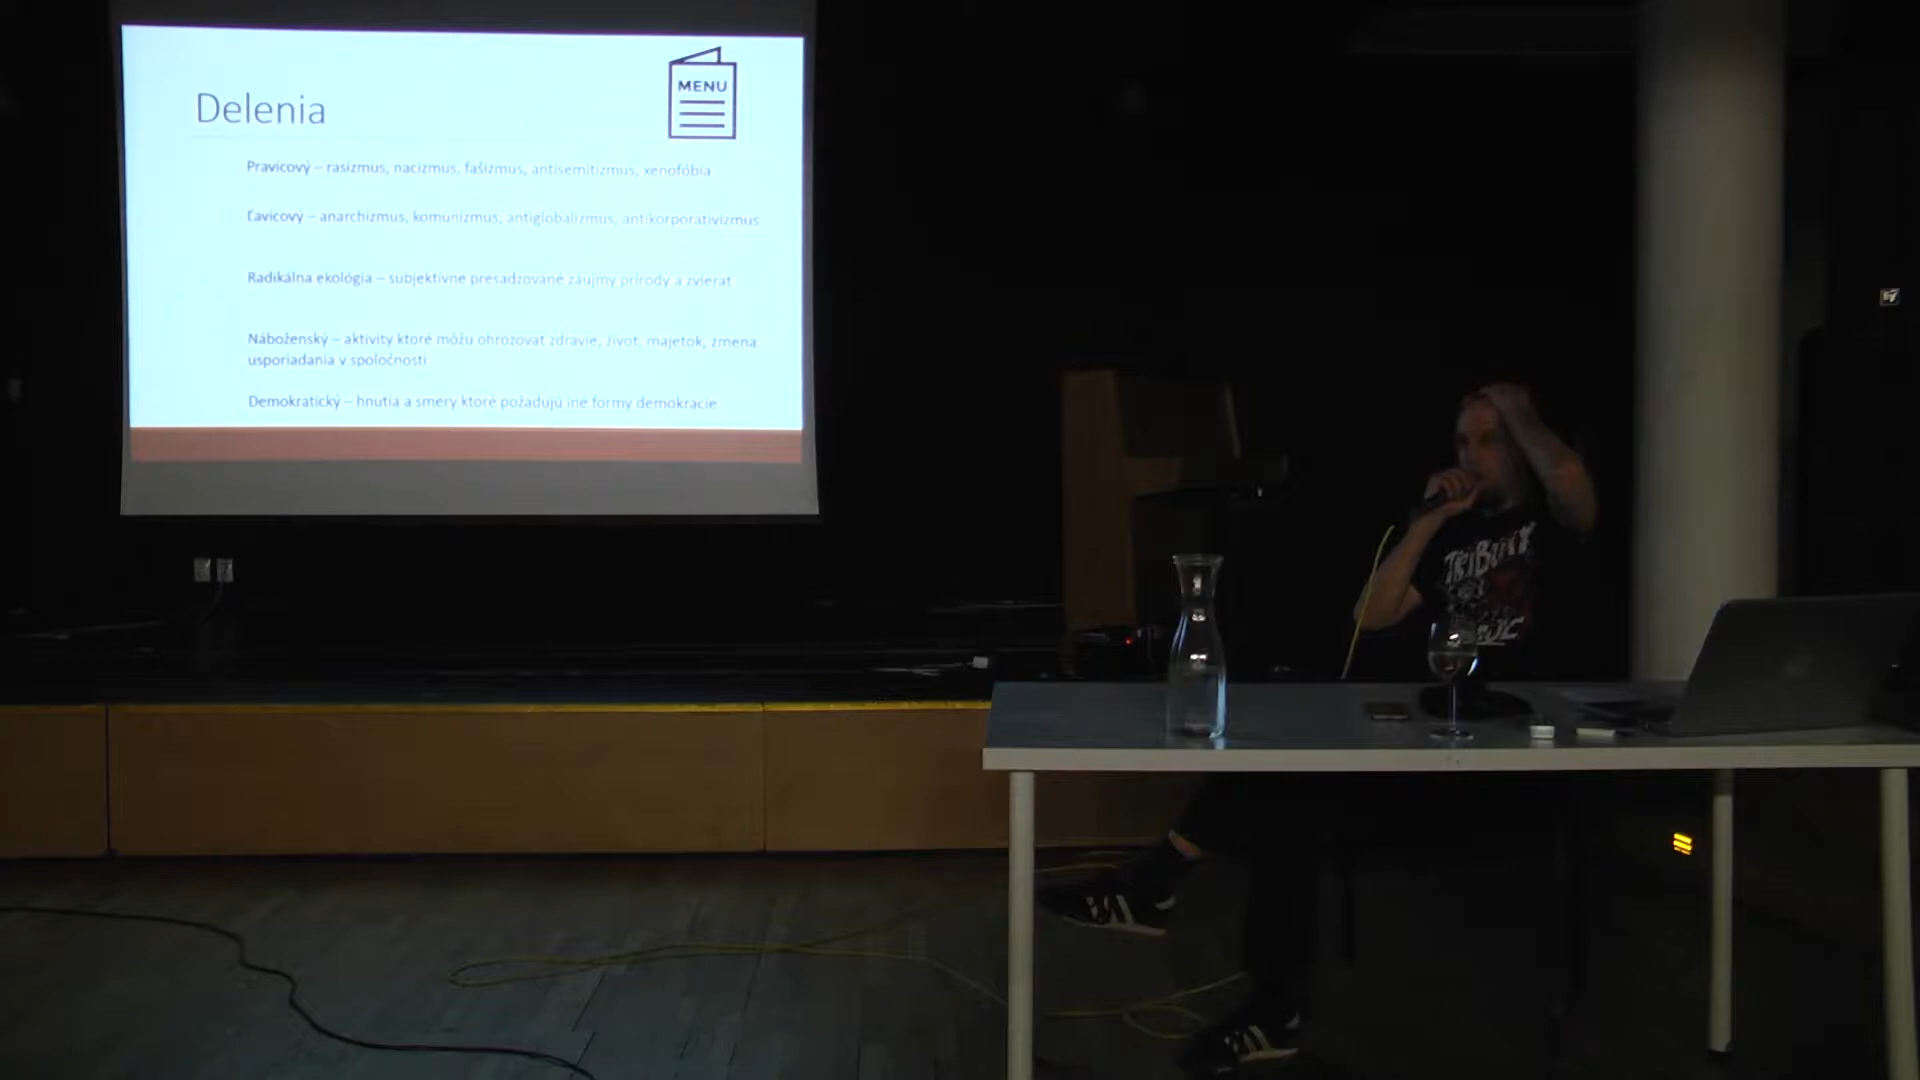 MENU
Delenia
Pravicový – rasizmus, nacizmus, fašizmus, antisemitizmus, xenofóbia
Ľavicový – anarchizmus, komunizmus, antiglobalizmus, antikorporativizmus
Radikálna ekológia – subjektívne presadzované záujmy prírody a zvierat
Náboženský – aktivity ktoré môžu ohrozovat zdravie, život, majetok, zmena
usporiadania v spoločnosti
Demokratický – hnutia a smery ktoré požadujú iné formy demokracie